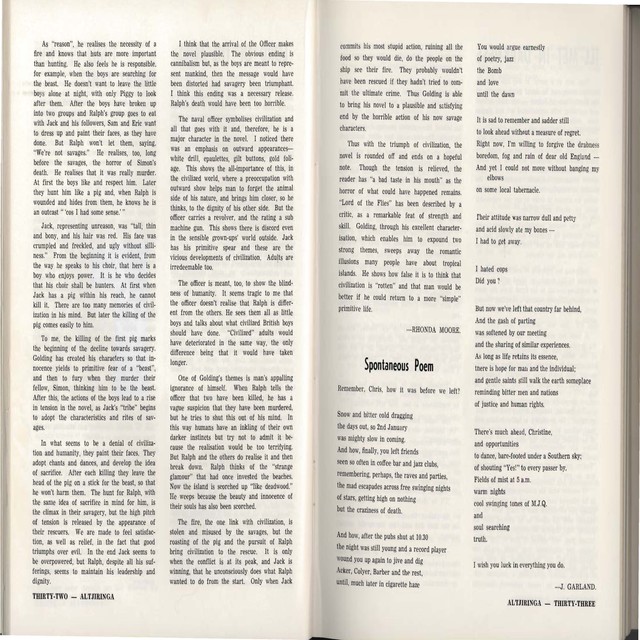 As "reason", he realises the necessity of a
fire and knows that huts are more important
than hunting. He also feels he is responsible,
for example, when the boys are searching for
the beast. He doesn't want to leave the little
boys alone at night, with only Piggy to look
after them. After the boys have broken up
into two groups and Ralph's group goes to eat
with Jack and his followers, Sam and Eric want
to dress up and paint their faces, as they have
done. But Ralph won't let them, saying,
"We're not savages." He realises, too, long
before the savages, the horror of Simon's
death. He realises that it was really murder.
At first the boys like and respect him. Later
they hunt him like a pig and, when Ralph is
wounded and hides from them, he knows he is
an outcast "'cos I had some sense.'"
Jack, representing unreason, was "tall; thin
and bony, and his hair was red. His face was
crumpled and freckled, and ugly without silli-
ness." From the beginning it is evident, from
the way he speaks to his choir, that here is a
boy who enjoys power. It is he who decides
that his choir shall be hunters. At first when
Jack has a pig within his reach, he cannot
kill it. There are too many memories of civili-
zation in his mind. But later the killing of the
pig comes easily to him.
To me, the killing of the first pig marks
the beginning of the decline towards savagery.
Golding has created his characters so that in-
nocence yields to primitive fear of a "beast",
and then to fury when they murder their
fellow, Simon, thinking him to be the beast.
After this, the actions of the boys lead to a rise
in tension in the novel, as Jack's "tribe" begins
to adopt the characteristics and rites of sav-
ages.
In what seems to be a denial of civiliza-
tion and humanity, they paint their faces. They
adopt chants and dances, and develop the idea
of sacrifice. After each killing they leave the
head of the pig on a stick for the beast, so that
he won't harm them. The hunt for Ralph, with
the same idea of sacrifice in mind for him, is
the climax in their savagery, but the high pitch
of tension is released by the appearance of
their rescuers. We are made to feel satisfac-
tion, as well as relief, in the fact that good
triumphs over evil. In the end Jack seems to
be overpowered, but Ralph, despite all his suf-
ferings, seems to maintain his leadership and
dignity.
THIRTY-TWO — ALTJIRINGA
I think that the arrival of the Officer makes
the novel plausible. The obvious ending is
cannibalism but, as the boys are meant to repre-
sent mankind, then the message would have
been distorted had savagery been triumphant.
I think this ending was a necessary release.
Ralph's death would have been too horrible.
The naval officer symbolises civilization and
all that goes with it and, therefore, he is a
major character in the novel. I noticed there
was an emphasis on outward appearances—
white drill, epaulettes, gilt buttons, gold foli-
age. This shows the all-importance of this, in
the civilised world, where a preoccupation with
outward show helps man to forget the animal
side of his nature, and brings him closer, so he
thinks, to the dignity of his other side. But the
officer carries a revolver, and the rating a sub
machine gun. This shows there is discord even
in the sensible grown-ups' world outside. Jack
has his primitive spear and these are the
vicious developments of civilization. Adults are
irredeemable too.
The officer is meant, too, to show the blind-
ness of humanity. It seems tragic to me that
the officer doesn't realise that Ralph is differ-
ent from the others. He sees them all as little
boys and talks about what civilized British boys
should have done. "Civilized" adults would
have deteriorated in the same way, the only
difference being that it would have taken
longer.
One of Golding's themes is man's appalling
ignorance of himself. When Ralph tells the
officer that two have been killed, he has a
vague suspicion that they have been murdered,
but he tries to shut this out of his mind. In
this way humans have an inkling of their own
darker instincts but try not to admit it be-
cause the realisation would be too terrifying.
But Ralph and the others do realise it and then
break down. Ralph thinks of the "strange
glamour" that had once invested the beaches.
Now the island is scorched up "like deadwood."
He weeps because the beauty and innocence of
their souls has also been scorched.
The fire, the one link with civilization, is
stolen and misused by the savages, but the
roasting of the pig and the pursuit of Ralph
bring civilization to the rescue. It is only
when the conflict is at its peak, and Jack is
winning, that he unconsciously does what Ralph
wanted to do from the start. Only when Jack
commits his most stupid action, ruining all the
food so they would die, do the people on the
ship see their fire. They probably wouldn't
have been rescued if they hadn't tried to com-
mit the ultimate crime. Thus Golding is able
to bring his novel to a plausible and satisfying
end by the horrible action of his now savage
characters.
Thus with the triumph of civilization, the
novel is rounded off and ends on a hopeful
note. Though the tension is relieved, the
reader has "a bad taste in his mouth" as the
horror of what could have happened remains.
"Lord of the Flies" has been described by a
critic, as a remarkable feat of strength and
skill. Golding, through his excellent character-
isation, which enables him to expound two
strong themes, sweeps away the romantic
illusions many people have about tropical
islands. He shows how false it is to think that
civilization is "rotten" and that man would be
better if he could return to a more "simple"
primitive life.
—RHONDA MOORE.
Spontaneous Poem
Remember, Chris, how it was before we left?
Snow and bitter cold dragging
the days out, so 2nd January
was mighty slow in coming.
And how, finally, you left friends
seen so often in coffee bar and jazz clubs,
remembering, perhaps, the raves and parties,
the mad escapades across free swinging nights
of stars, getting high on nothing
but the craziness of death.
And how, after the pubs shut at 10.30
the night was still young and a record player
wound you up again to jive and dig
Acker, Colyer, Barber and the rest,
until, much later in cigarette haze
You would argue earnestly
of poetry, jazz
the Bomb
and love
until the dawn
It is sad to remember and sadder still
to look ahead without a measure of regret.
Right now, I'm willing to forgive the drabness
boredom, fog and rain of dear old England —
And yet I could not move without hanging my
elbows
on some local tabernacle.
Their attitude was narrow dull and petty
and acid slowly ate my bones —
I had to get away.
I hated cops
Did you?
But now we've left that country far behind,
And the gash of parting
was softened by our meeting
and the sharing of similar experiences.
As long as life retains its essence,
there is hope for man and the individual;
and gentle saints still walk the earth someplace
reminding bitter men and nations
of justice and human rights.
There's much ahead, Christine,
and opportunities
to dance, bare-footed under a Southern sky;
of shouting "Yes!" to every passer by.
Fields of mist at 5 a.m.
warm nights
cool swinging tones of M.J.Q.
and
soul searching
truth.
I wish you luck in everything you do.
—J. GARLAND.
ALTJIRINGA — THIRTY-THREE